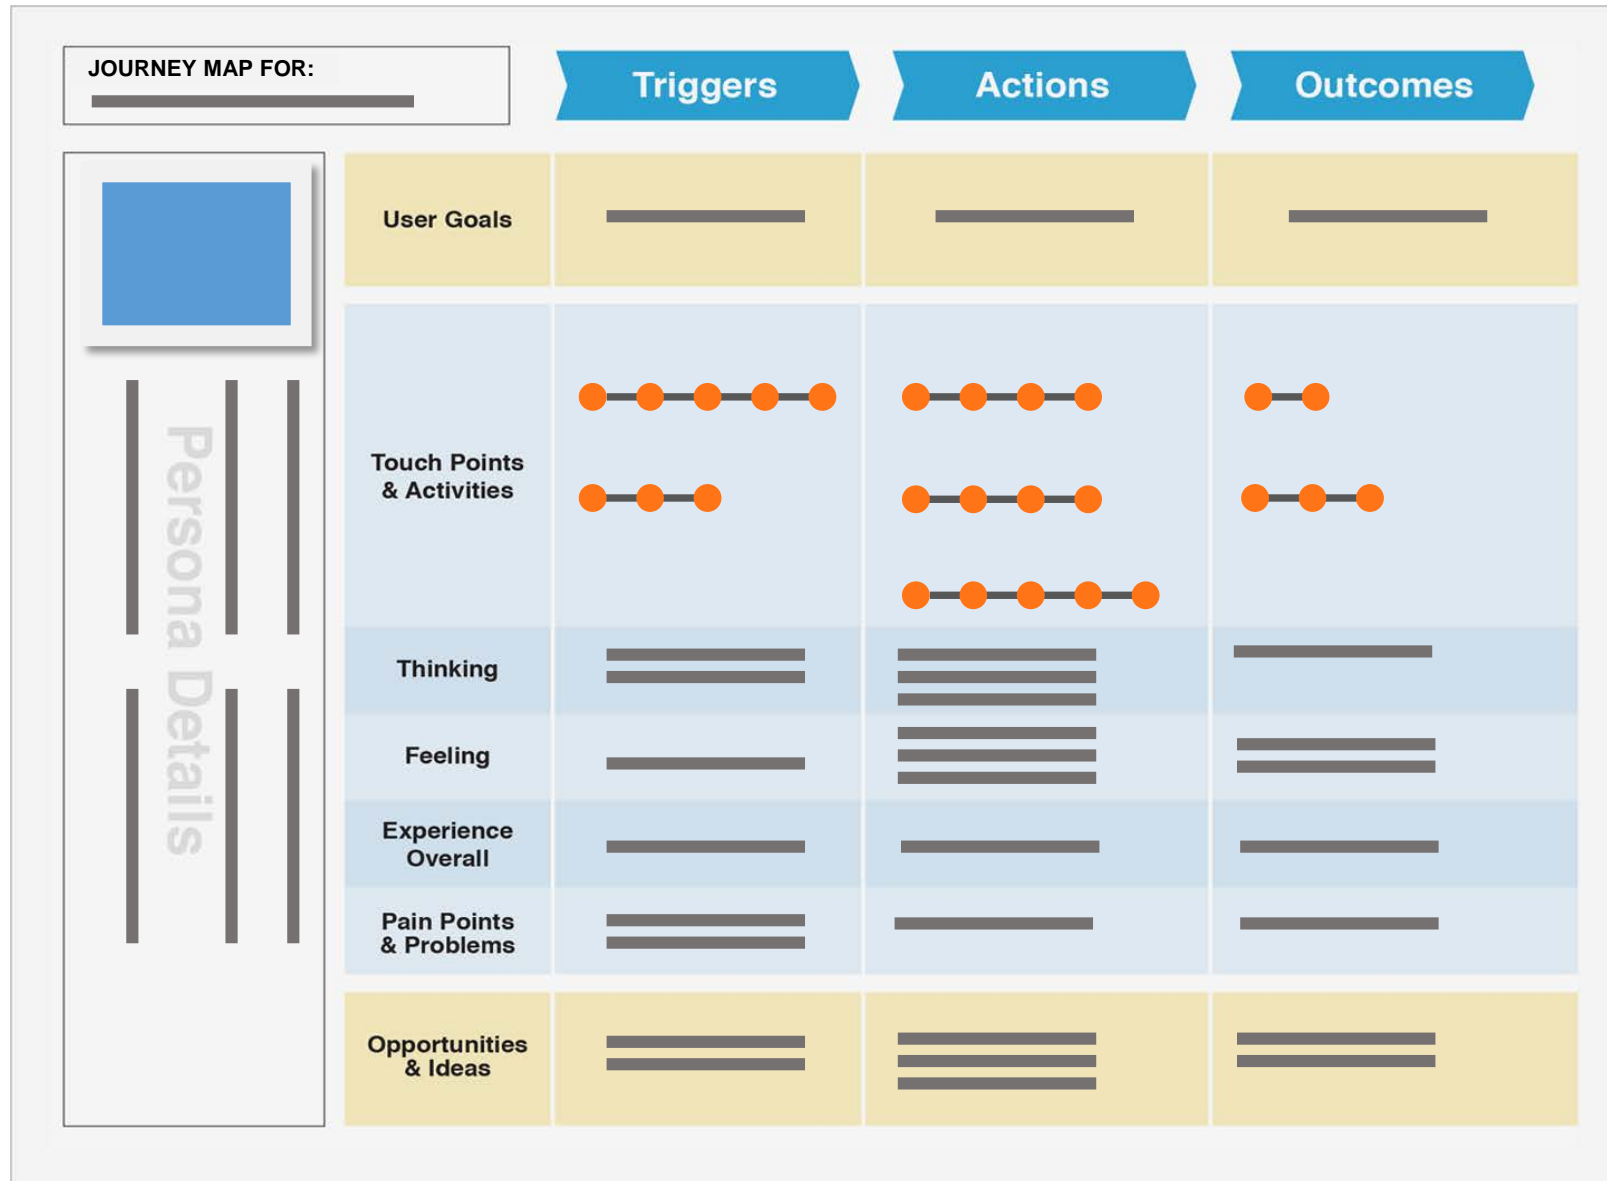 JOURNEY MAP FOR:
Triggers
Actions
Outcomes
Persona Details
User Goals
Touch Points
& Activities
Thinking
Feeling
Experience
Overall
Pain Points
& Problems
Opportunities
& Ideas